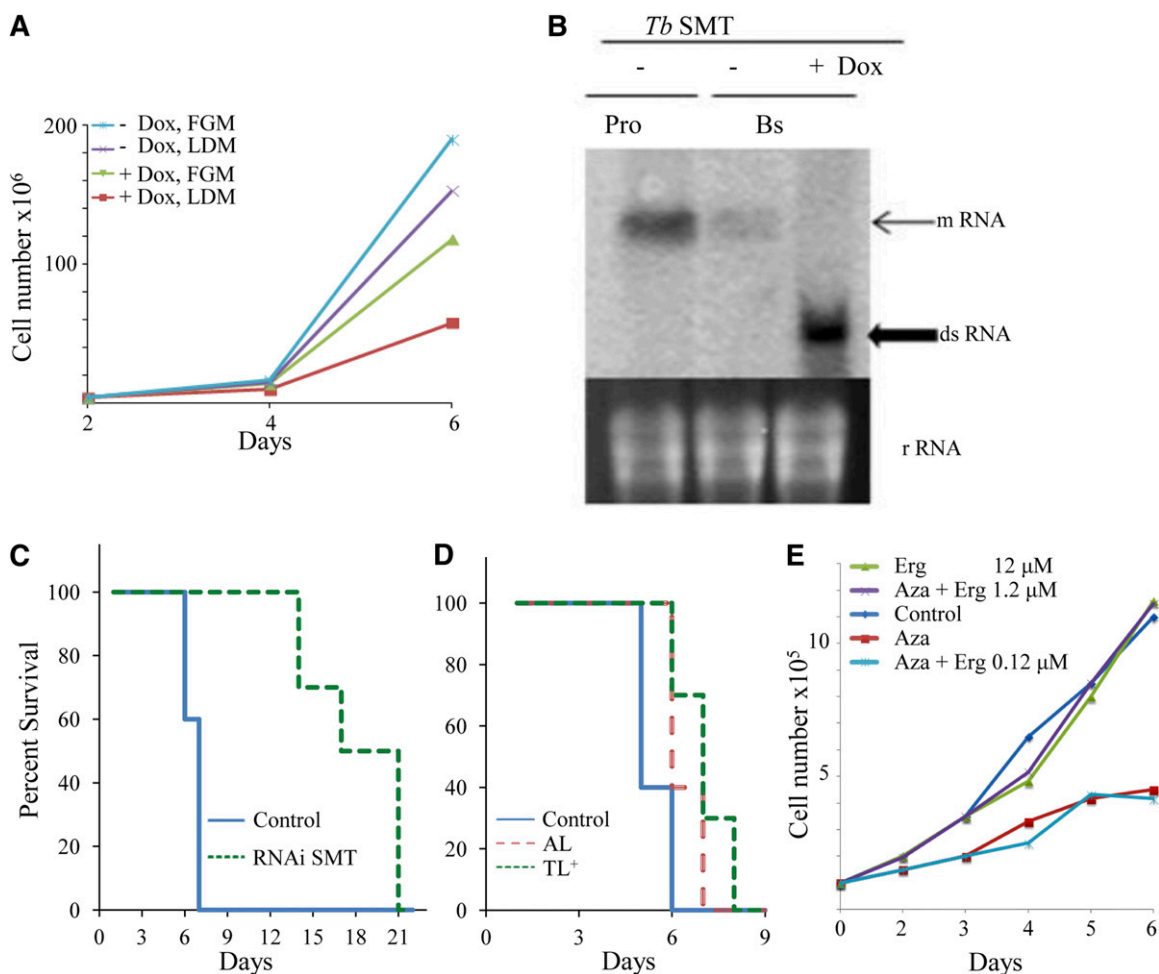 A
200
100
Cell number x10⁶
- Dox, FGM
- Dox, LDM
+ Dox, FGM
+ Dox, LDM
2 4 6
Days
B
Tb SMT
- - + Dox
Pro Bs
m RNA
ds RNA
r RNA
C
100
80
60
40
20
0
Percent Survival
Control
RNAi SMT
0 3 6 9 12 15 18 21
Days
D
100
80
60
40
20
0
Control
AL
TL⁺
0 3 6 9
Days
E
Erg 12 μM
Aza + Erg 1.2 μM
Control
Aza
Aza + Erg 0.12 μM
10
5
Cell number x10⁵
0 2 3 4 5 6
Days